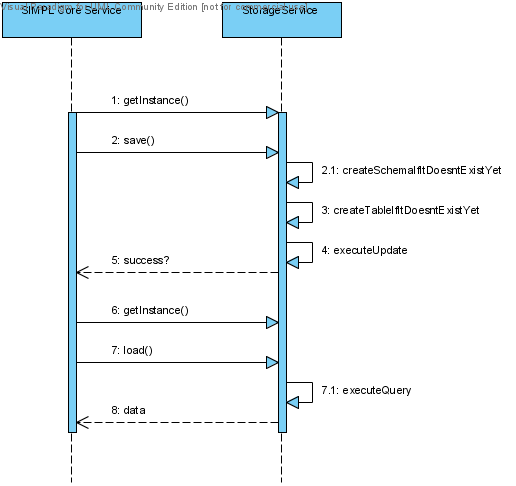 Visual Paradigm for UML Community Edition [not for commercial use]
SIMPL Core Service
StorageService
1: getInstance()
2: save()
2.1: createSchemaIfItDoesntExistYet
3: createTableIfItDoesntExistYet
4: executeUpdate
5: success?
6: getInstance()
7: load()
7.1: executeQuery
8: data